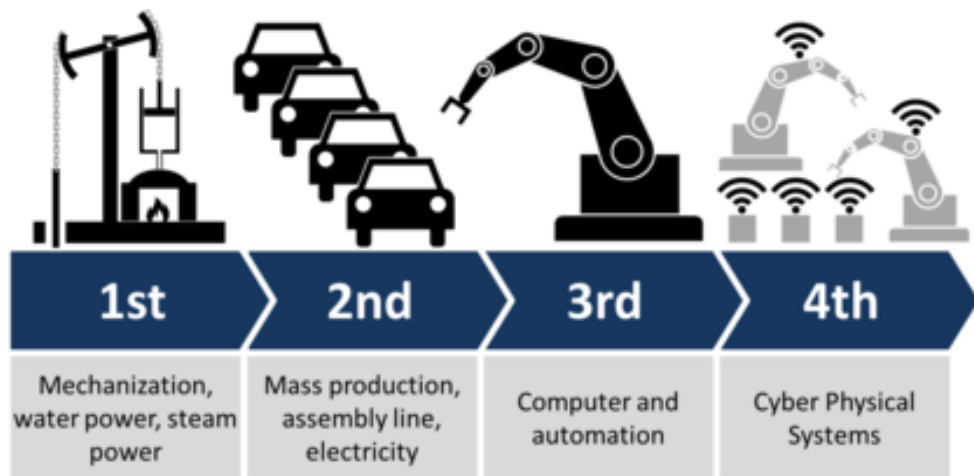 1st
2nd
3rd
4th
Mechanization,
water power, steam
power
Mass production,
assembly line,
electricity
Computer and
automation
Cyber Physical
Systems